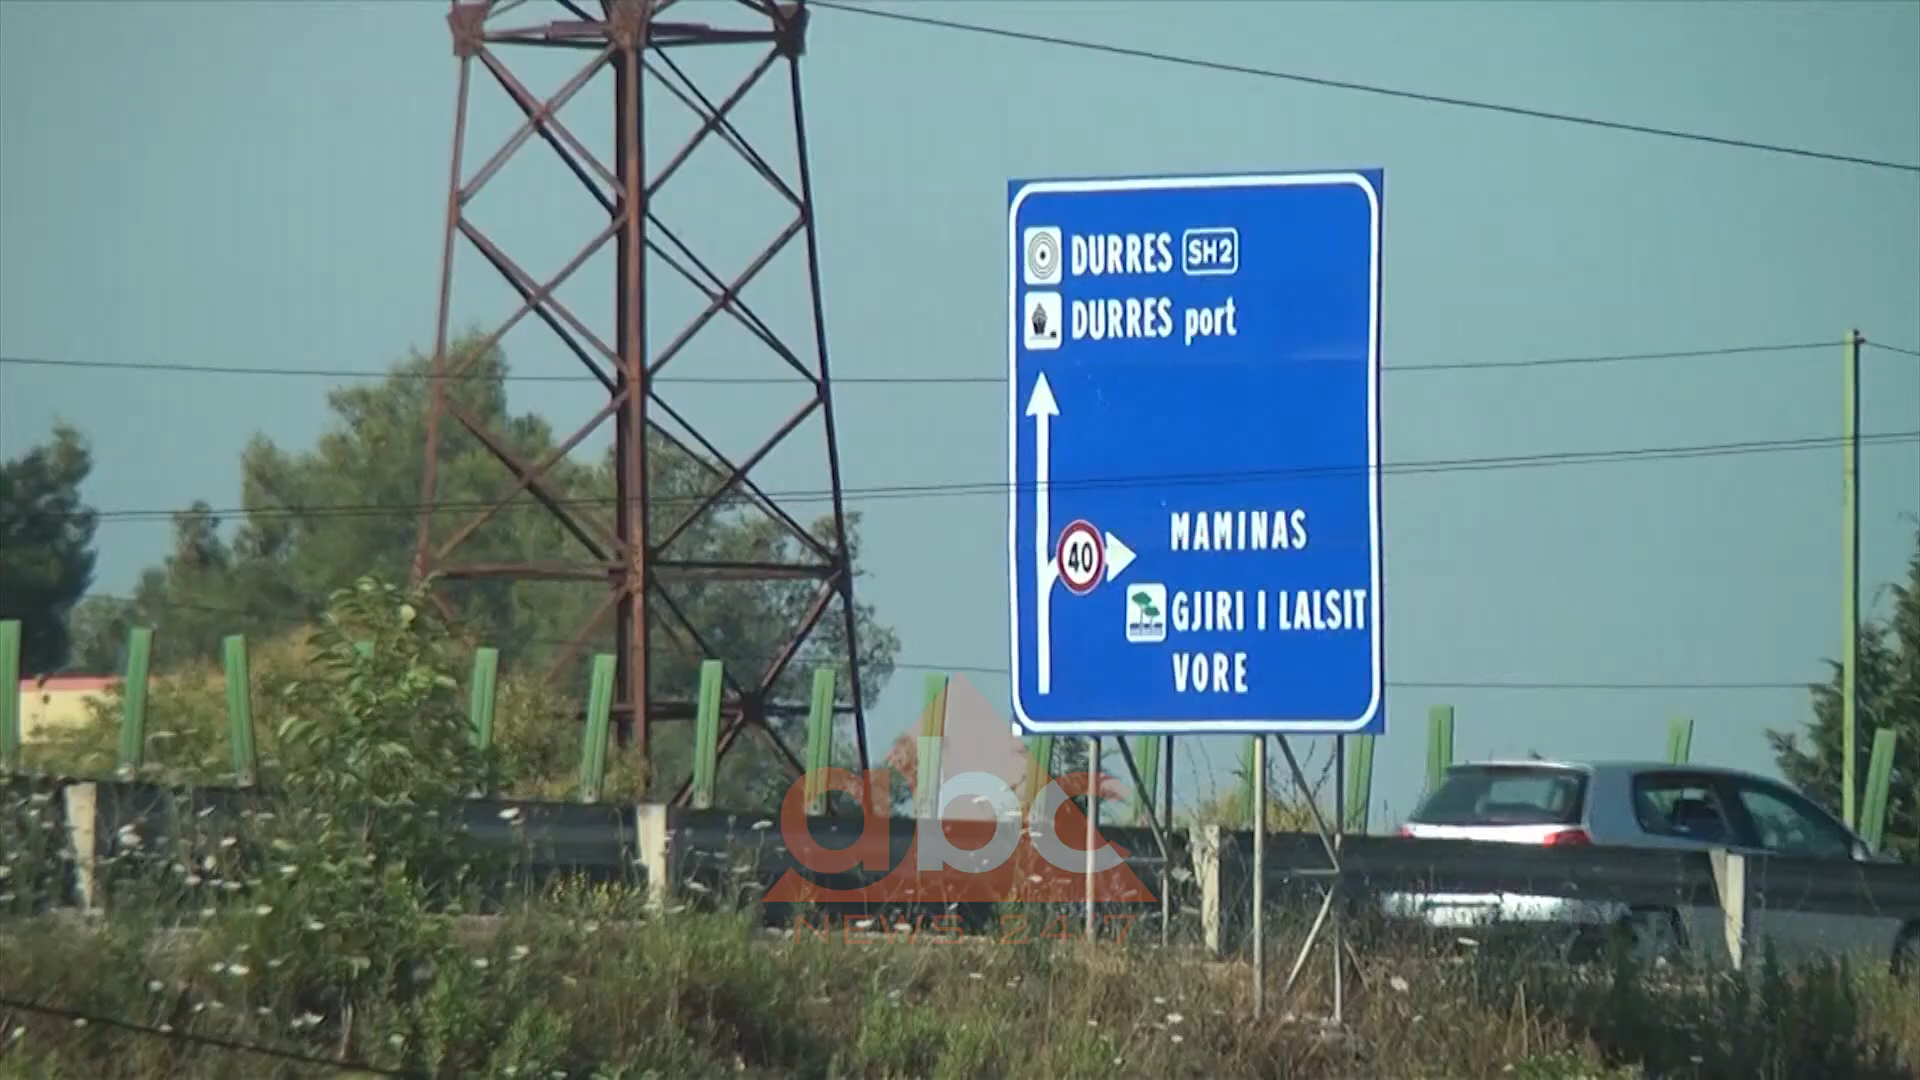 DURRES SH2
DURRES port
40
MAMINAS
GJIRI I LALSIT
VORE
abc
NEWS 24/7